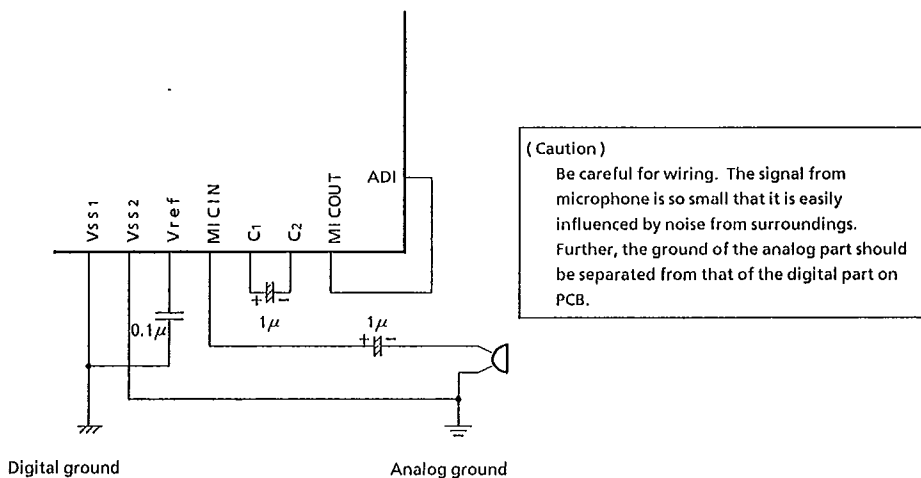 ADI
VSS1
VSS2
Vref
MICIN
C1
C2
MICOUT
+ −
1μ
0.1μ
1μ
+ −
Digital ground
Analog ground
(Caution)
Be careful for wiring. The signal from
microphone is so small that it is easily
influenced by noise from surroundings.
Further, the ground of the analog part should
be separated from that of the digital part on
PCB.